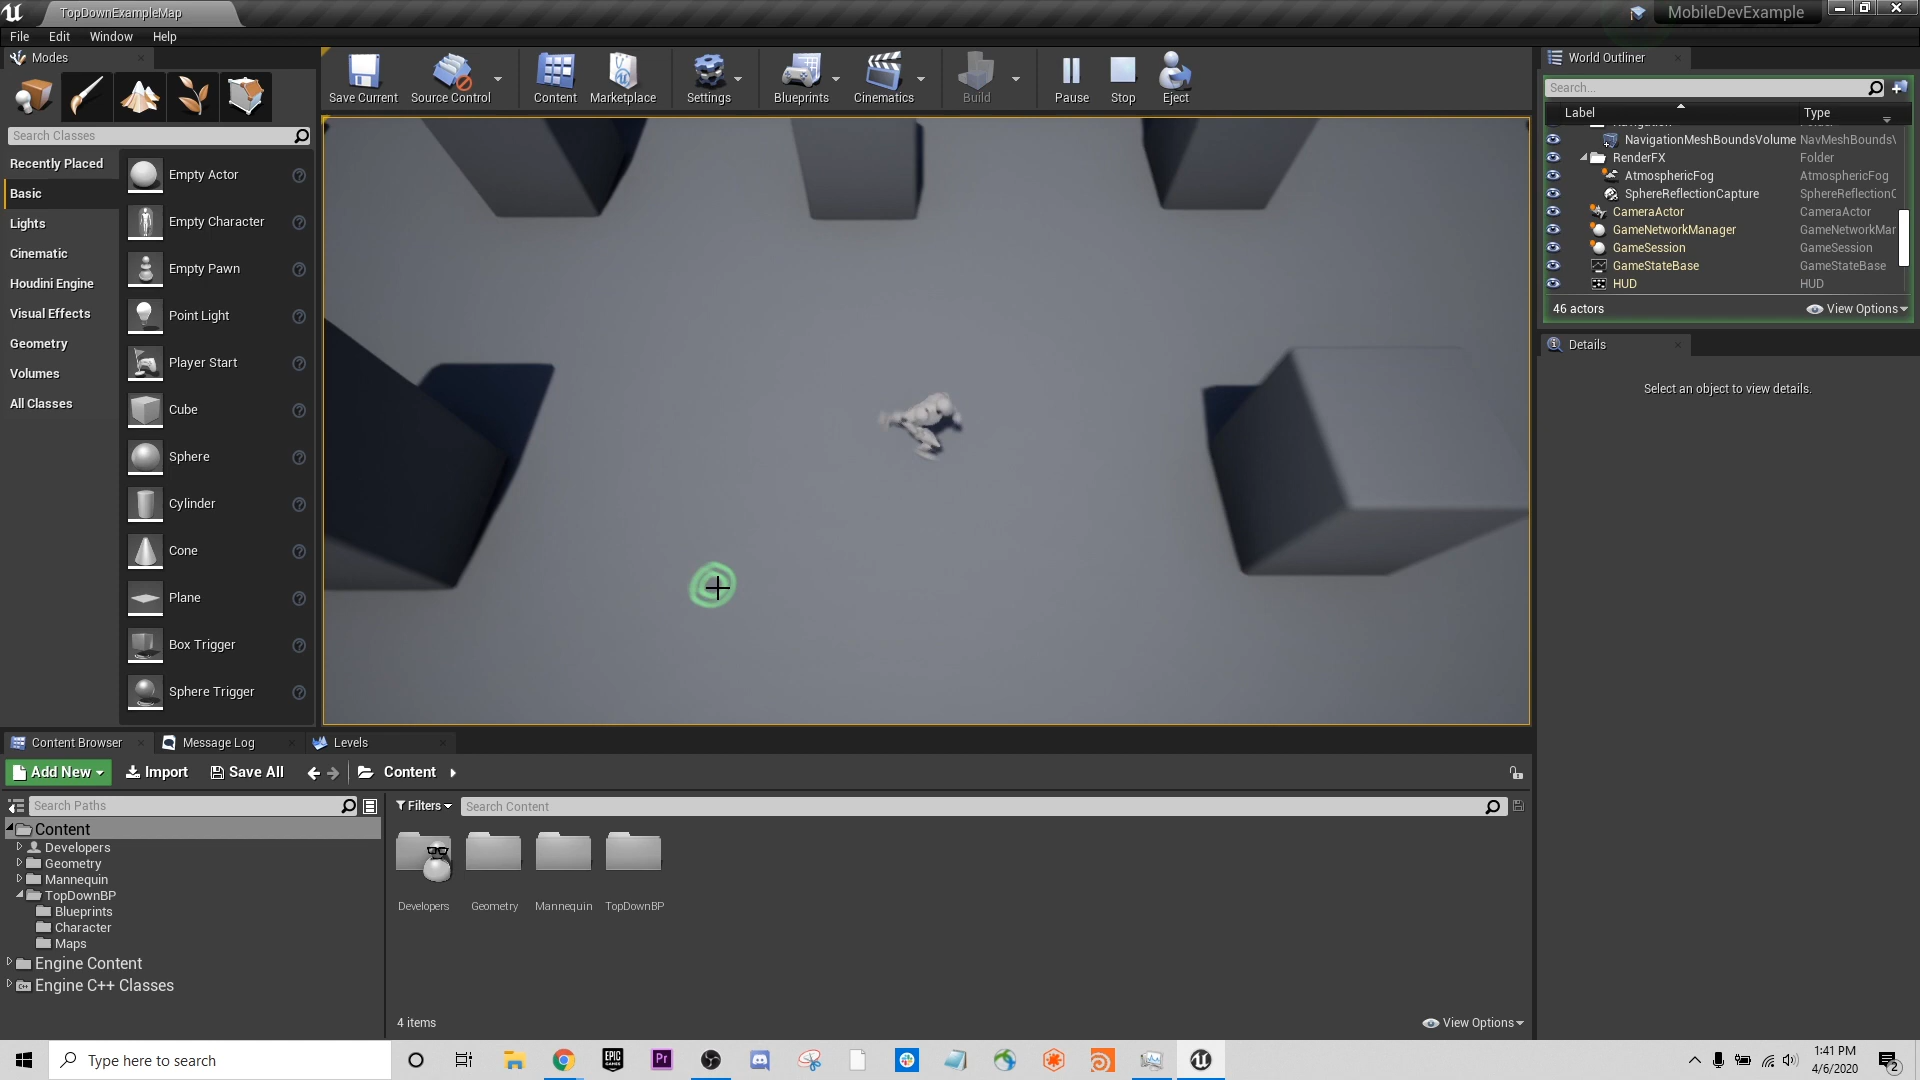 TopDownExampleMap
MobileDevExample
File Edit Window Help
Modes
Search Classes
Recently Placed
Basic
Lights
Cinematic
Houdini Engine
Visual Effects
Geometry
Volumes
All Classes
Empty Actor
Empty Character
Empty Pawn
Point Light
Player Start
Cube
Sphere
Cylinder
Cone
Plane
Box Trigger
Sphere Trigger
Save Current
Source Control
Content
Marketplace
Settings
Blueprints
Cinematics
Build
Pause
Stop
Eject
World Outliner
Search...
Label Type
NavigationMeshBoundsVolume NavMeshBounds
RenderFX Folder
AtmosphericFog AtmosphericFog
SphereReflectionCapture SphereReflectionC
CameraActor CameraActor
GameNetworkManager GameNetworkMar
GameSession GameSession
GameStateBase GameStateBase
HUD HUD
46 actors View Options
Details
Select an object to view details.
Content Browser Message Log Levels
Add New Import Save All Content
Search Paths
Content
Developers
Geometry
Mannequin
TopDownBP
Blueprints
Character
Maps
Engine Content
Engine C++ Classes
Filters Search Content
Developers Geometry Mannequin TopDownBP
4 items View Options
Type here to search
EPIC GAMES
Pr
1:41 PM
4/6/2020
2